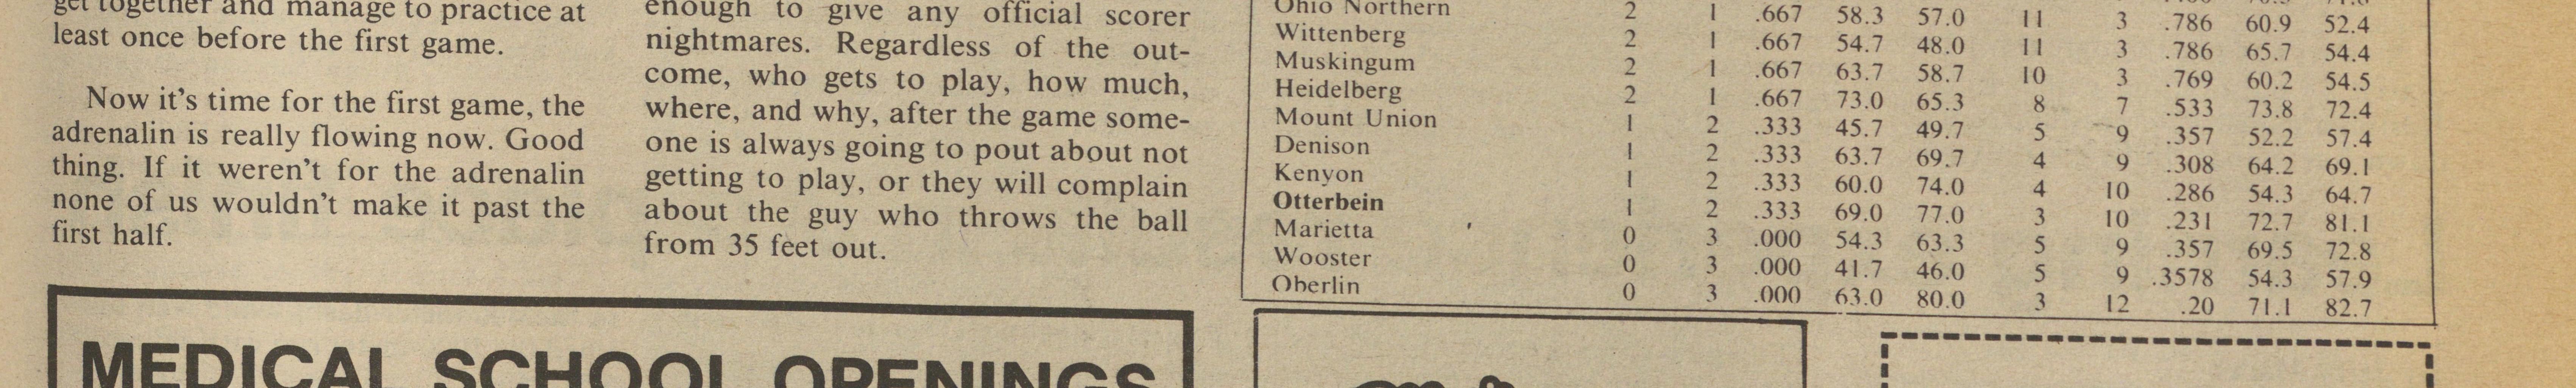 get together and manage to practice at
least once before the first game.
Now it's time for the first game, the
adrenalin is really flowing now. Good
thing. If it weren't for the adrenalin
none of us wouldn't make it past the
first half.
enough to give any official scorer
nightmares. Regardless of the out-
come, who gets to play, how much,
where, and why, after the game some-
one is always going to pout about not
getting to play, or they will complain
about the guy who throws the ball
from 35 feet out.
Ohio Northern 2 1 .667 58.3 57.0 11 3 .786 60.9 52.4
Wittenberg 2 1 .667 54.7 48.0 11 3 .786 65.7 54.4
Muskingum 2 1 .667 63.7 58.7 10 3 .769 60.2 54.5
Heidelberg 2 1 .667 73.0 65.3 8 7 .533 73.8 72.4
Mount Union 1 2 .333 45.7 49.7 5 9 .357 52.2 57.4
Denison 1 2 .333 63.7 69.7 4 9 .308 64.2 69.1
Kenyon 1 2 .333 60.0 74.0 4 10 .286 54.3 64.7
Otterbein 1 2 .333 69.0 77.0 3 10 .231 72.7 81.1
Marietta 0 3 .000 54.3 63.3 5 9 .357 69.5 72.8
Wooster 0 3 .000 41.7 46.0 5 9 .3578 54.3 57.9
Oberlin 0 3 .000 63.0 80.0 3 12 .20 71.1 82.7
MEDICAL SCHOOL OPENINGS